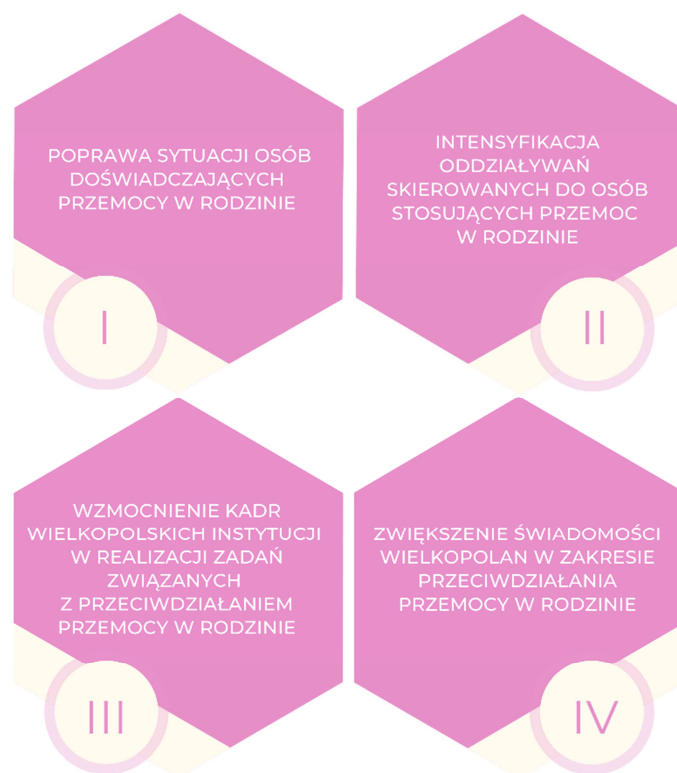 POPRAWA SYTUACJI OSÓB
DOŚWIADCZAJĄCYCH
PRZEMOCY W RODZINIE
I
INTENSYFIKACJA
ODDZIAŁYWAŃ
SKIEROWANYCH DO OSÓB
STOSUJĄCYCH PRZEMOC
W RODZINIE
II
WZMOCNIENIE KADR
WIELKOPOLSKICH INSTYTUCJI
W REALIZACJI ZADAŃ
ZWIĄZANYCH
Z PRZECIWDZIAŁANIEM
PRZEMOCY W RODZINIE
III
ZWIĘKSZENIE ŚWIADOMOŚCI
WIELKOPOLAN W ZAKRESIE
PRZECIWDZIAŁANIA
PRZEMOCY W RODZINIE
IV